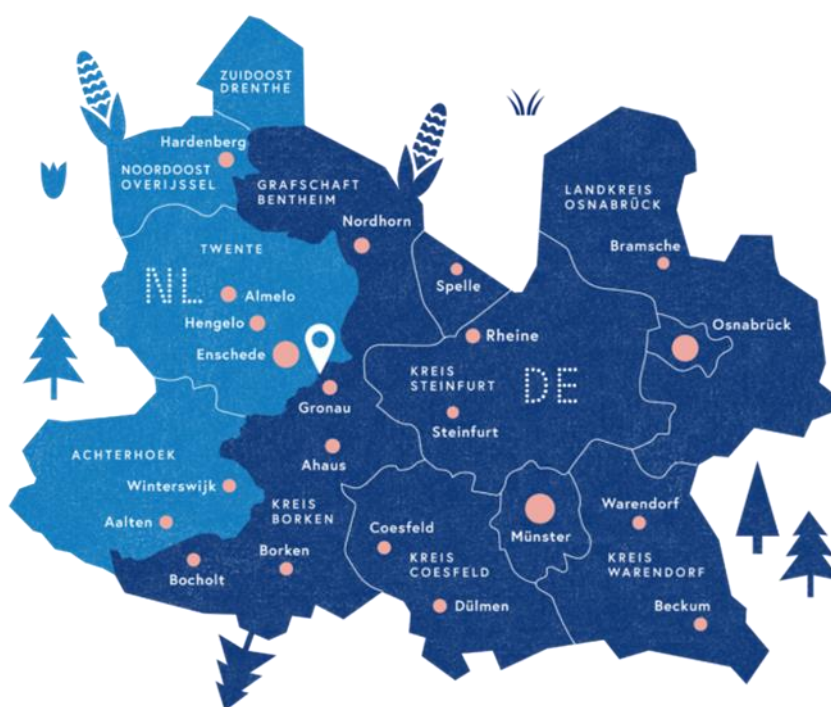 ZUIDOOST
DRENTHE
Hardenberg
NOORDOOST
OVERIJSSEL
GRAFSCHAFT
BENTHEIM
LANDKREIS
OSNABRÜCK
Nordhorn
TWENTE
Bramsche
NL
Spelle
Almelo
Hengelo
Osnabrück
Rheine
Enschede
KREIS
STEINFURT
DE
Gronau
Steinfurt
ACHTERHOEK
Ahaus
Winterswijk
KREIS
BORKEN
Warendorf
Aalten
Coesfeld
Münster
Borken
KREIS
COESFELD
KREIS
WARENDORF
Bocholt
Dülmen
Beckum